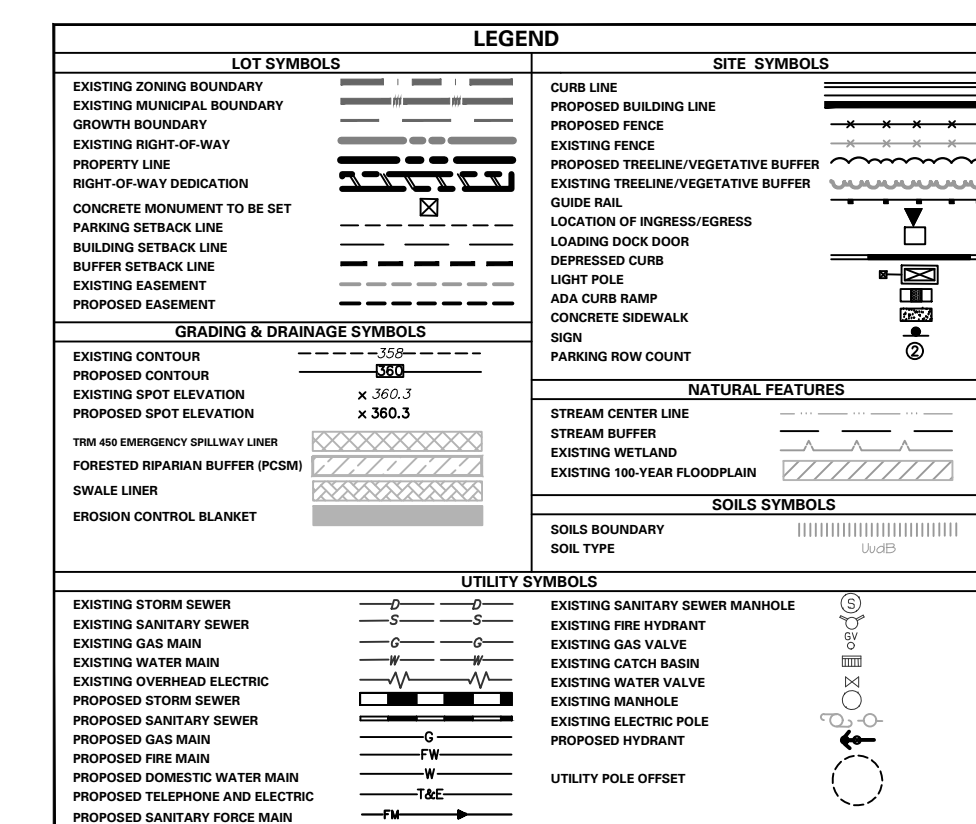 LEGEND
LOT SYMBOLS
EXISTING ZONING BOUNDARY
EXISTING MUNICIPAL BOUNDARY
GROWTH BOUNDARY
EXISTING RIGHT-OF-WAY
PROPERTY LINE
RIGHT-OF-WAY DEDICATION
CONCRETE MONUMENT TO BE SET
PARKING SETBACK LINE
BUILDING SETBACK LINE
BUFFER SETBACK LINE
EXISTING EASEMENT
PROPOSED EASEMENT
GRADING & DRAINAGE SYMBOLS
EXISTING CONTOUR 358
PROPOSED CONTOUR 360
EXISTING SPOT ELEVATION × 360.3
PROPOSED SPOT ELEVATION × 360.3
TRM 450 EMERGENCY SPILLWAY LINER
FORESTED RIPARIAN BUFFER (PCSM)
SWALE LINER
EROSION CONTROL BLANKET
SITE SYMBOLS
CURB LINE
PROPOSED BUILDING LINE
PROPOSED FENCE
EXISTING FENCE
PROPOSED TREELINE/VEGETATIVE BUFFER
EXISTING TREELINE/VEGETATIVE BUFFER
GUIDE RAIL
LOCATION OF INGRESS/EGRESS
LOADING DOCK DOOR
DEPRESSED CURB
LIGHT POLE
ADA CURB RAMP
CONCRETE SIDEWALK
SIGN
PARKING ROW COUNT 2
NATURAL FEATURES
STREAM CENTER LINE
STREAM BUFFER
EXISTING WETLAND
EXISTING 100-YEAR FLOODPLAIN
SOILS SYMBOLS
SOILS BOUNDARY
SOIL TYPE UudB
UTILITY SYMBOLS
EXISTING STORM SEWER D D
EXISTING SANITARY SEWER S S
EXISTING GAS MAIN G G
EXISTING WATER MAIN W W
EXISTING OVERHEAD ELECTRIC
PROPOSED STORM SEWER
PROPOSED SANITARY SEWER
PROPOSED GAS MAIN G
PROPOSED FIRE MAIN FW
PROPOSED DOMESTIC WATER MAIN W
PROPOSED TELEPHONE AND ELECTRIC T&E
PROPOSED SANITARY FORCE MAIN FM
EXISTING SANITARY SEWER MANHOLE S
EXISTING FIRE HYDRANT
EXISTING GAS VALVE GV
EXISTING CATCH BASIN
EXISTING WATER VALVE
EXISTING MANHOLE
EXISTING ELECTRIC POLE
PROPOSED HYDRANT
UTILITY POLE OFFSET